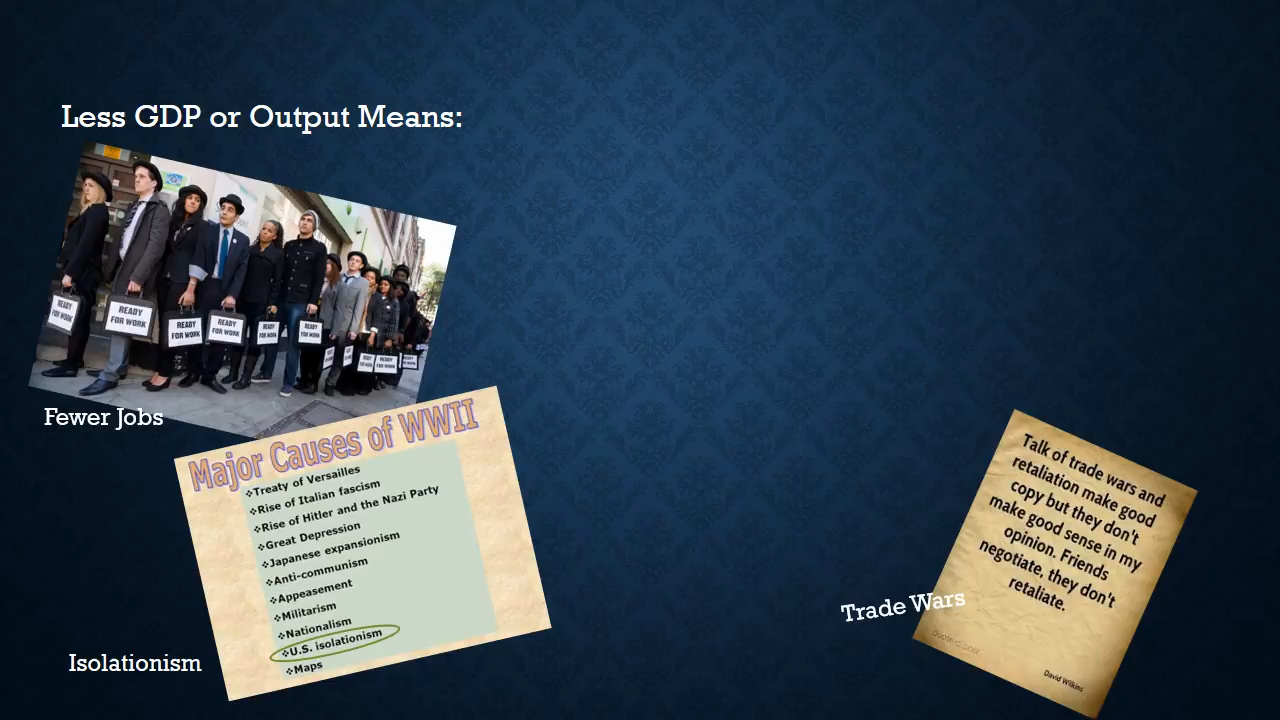 Less GDP or Output Means:
READY FOR WORK
READY
FOR WORK
READY
FOR WORK
READY
FOR WORK
READY
FOR WORK
READY
FOR WORK
READY
FOR WORK
Fewer Jobs
Major Causes of WWII
❖Treaty of Versailles
❖Rise of Italian fascism
❖Rise of Hitler and the Nazi Party
❖Great Depression
❖Japanese expansionism
❖Anti-communism
❖Appeasement
❖Militarism
❖Nationalism
❖U.S. isolationism
❖Maps
Isolationism
Talk of trade wars and
retaliation make good
copy but they don't
make good sense in my
opinion. Friends
negotiate, they don't
retaliate.
David Wilkins
Trade Wars